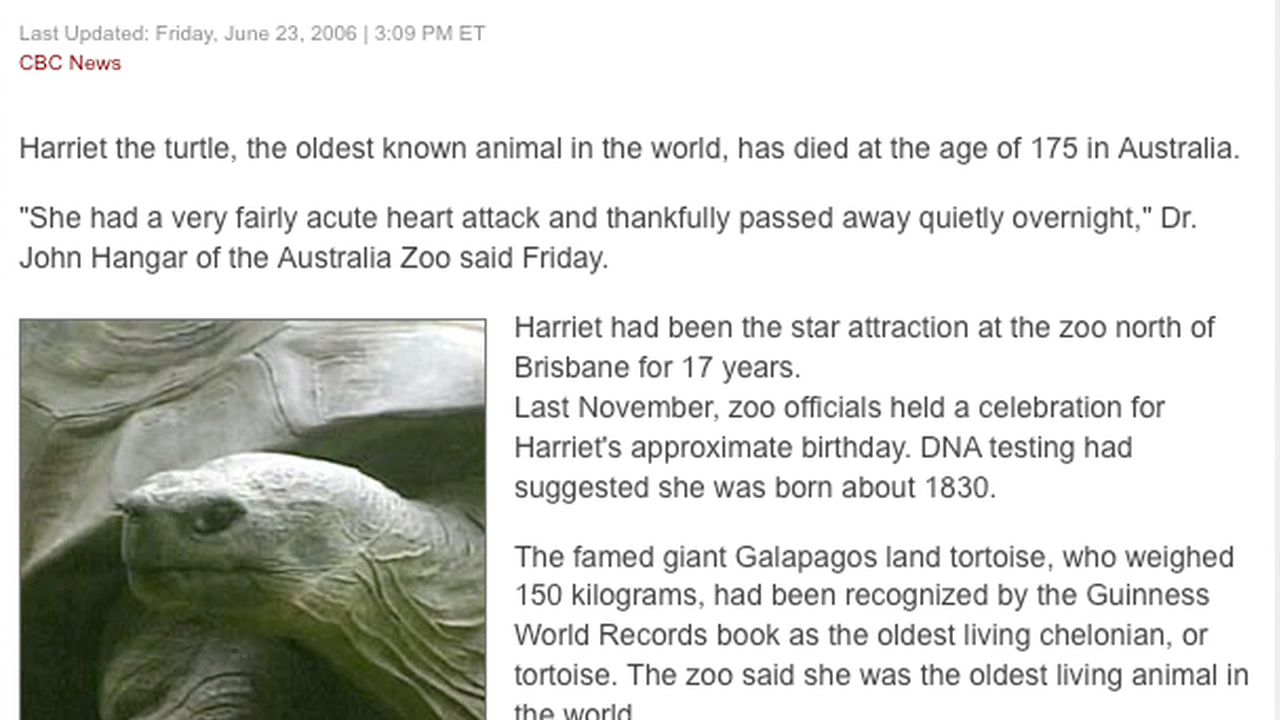 Last Updated: Friday, June 23, 2006 | 3:09 PM ET
CBC News
Harriet the turtle, the oldest known animal in the world, has died at the age of 175 in Australia.
"She had a very fairly acute heart attack and thankfully passed away quietly overnight," Dr.
John Hangar of the Australia Zoo said Friday.
Harriet had been the star attraction at the zoo north of
Brisbane for 17 years.
Last November, zoo officials held a celebration for
Harriet's approximate birthday. DNA testing had
suggested she was born about 1830.
The famed giant Galapagos land tortoise, who weighed
150 kilograms, had been recognized by the Guinness
World Records book as the oldest living chelonian, or
tortoise. The zoo said she was the oldest living animal in
the world